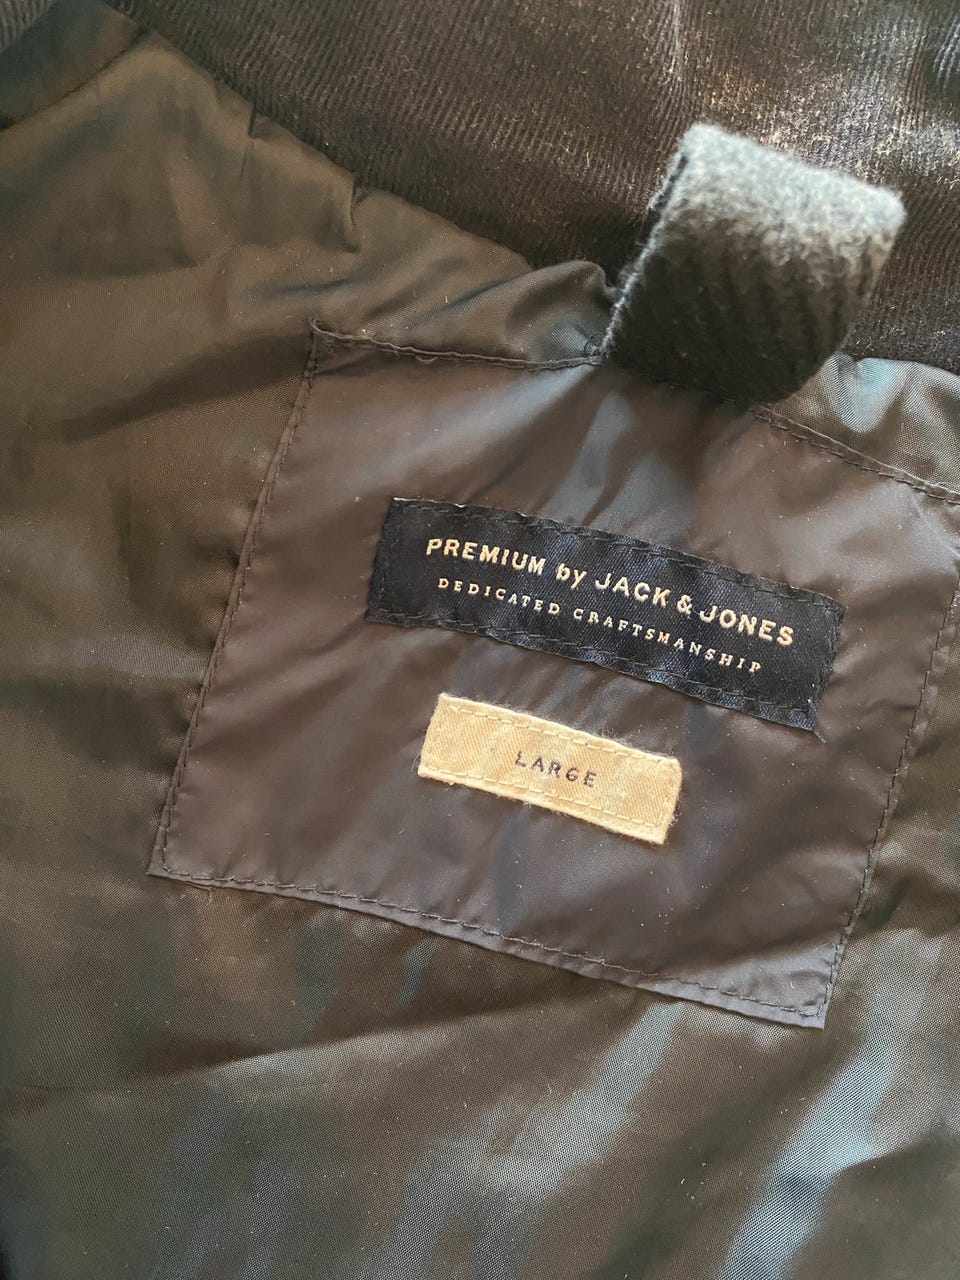 PREMIUM by JACK & JONES
DEDICATED CRAFTSMANSHIP
LARGE